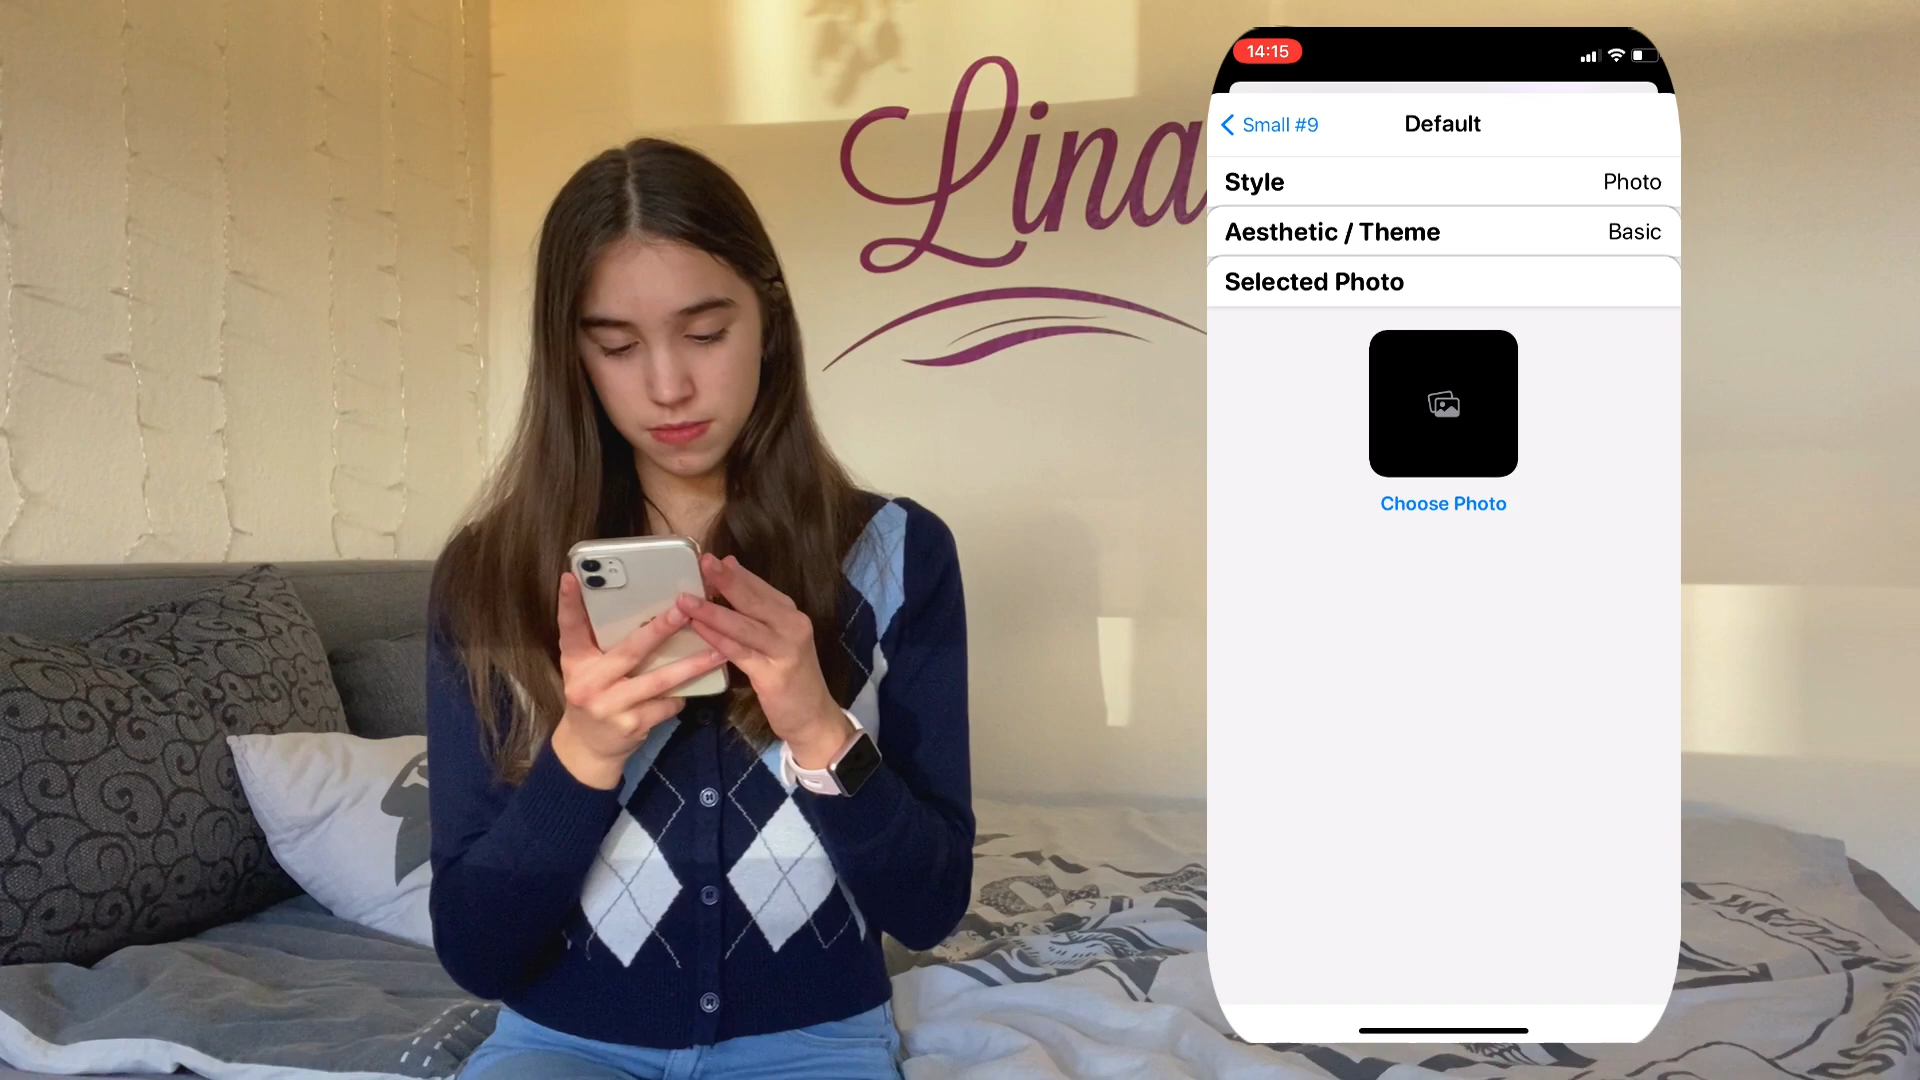 Lina
14:15
Small #9
Default
Style
Photo
Aesthetic / Theme
Basic
Selected Photo
Choose Photo